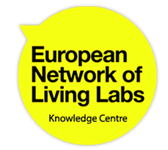 European
Network of
Living Labs
Knowledge Centre